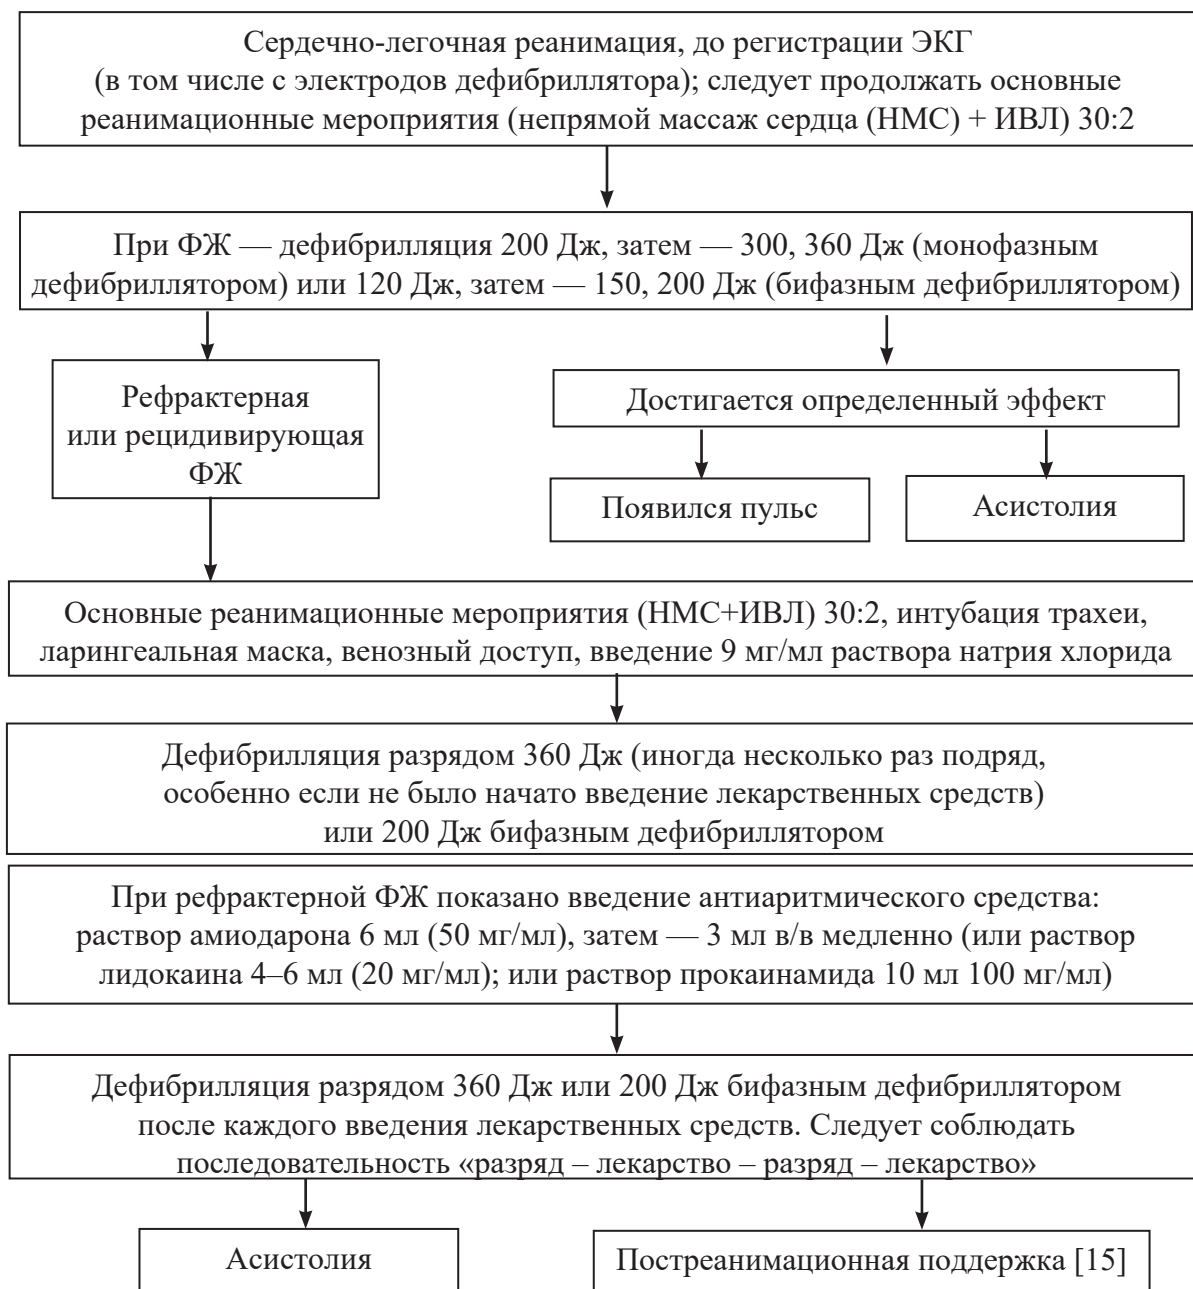 Сердечно-легочная реанимация, до регистрации ЭКГ
(в том числе с электродов дефибриллятора); следует продолжать основные
реанимационные мероприятия (непрямой массаж сердца (НМС) + ИВЛ) 30:2
При ФЖ — дефибрилляция 200 Дж, затем — 300, 360 Дж (монофазным
дефибриллятором) или 120 Дж, затем — 150, 200 Дж (бифазным дефибриллятором)
Рефрактерная
или рецидивирующая
ФЖ
Достигается определенный эффект
Появился пульс
Асистолия
Основные реанимационные мероприятия (НМС+ИВЛ) 30:2, интубация трахеи,
ларингеальная маска, венозный доступ, введение 9 мг/мл раствора натрия хлорида
Дефибрилляция разрядом 360 Дж (иногда несколько раз подряд,
особенно если не было начато введение лекарственных средств)
или 200 Дж бифазным дефибриллятором
При рефрактерной ФЖ показано введение антиаритмического средства:
раствор амиодарона 6 мл (50 мг/мл), затем — 3 мл в/в медленно (или раствор
лидокаина 4–6 мл (20 мг/мл); или раствор прокаинамида 10 мл 100 мг/мл)
Дефибрилляция разрядом 360 Дж или 200 Дж бифазным дефибриллятором
после каждого введения лекарственных средств. Следует соблюдать
последовательность «разряд – лекарство – разряд – лекарство»
Асистолия
Постреанимационная поддержка [15]